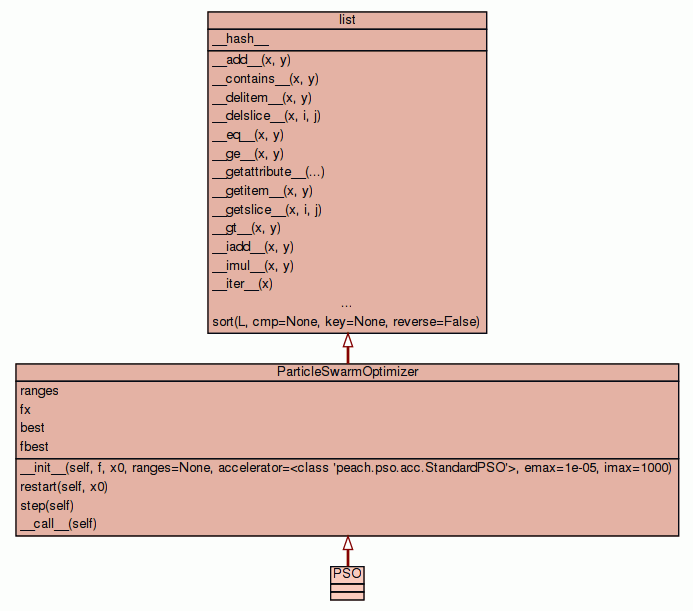 list
__hash__
__add__(x, y)
__contains__(x, y)
__delitem__(x, y)
__delslice__(x, i, j)
__eq__(x, y)
__ge__(x, y)
__getattribute__(...)
__getitem__(x, y)
__getslice__(x, i, j)
__gt__(x, y)
__iadd__(x, y)
__imul__(x, y)
__iter__(x)
...
sort(L, cmp=None, key=None, reverse=False)
ParticleSwarmOptimizer
ranges
fx
best
fbest
__init__(self, f, x0, ranges=None, accelerator=<class 'peach.pso.acc.StandardPSO'>, emax=1e-05, imax=1000)
restart(self, x0)
step(self)
__call__(self)
PSO